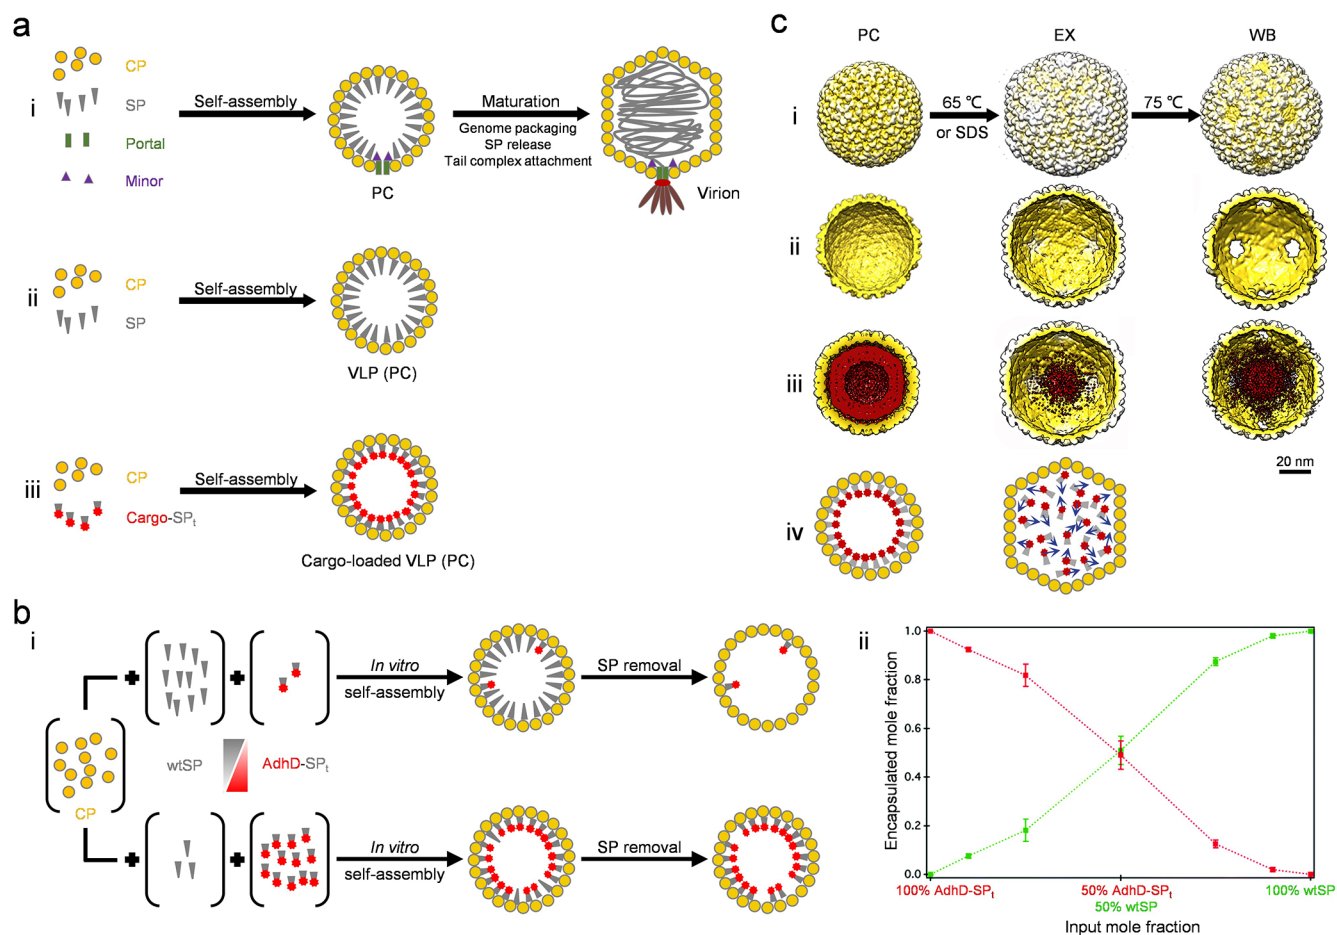 a
i
CP
SP
Portal
Minor
Self-assembly
PC
Maturation
Genome packaging
SP release
Tail complex attachment
Virion
ii
CP
SP
Self-assembly
VLP (PC)
iii
CP
Cargo-SPt
Self-assembly
Cargo-loaded VLP (PC)
b
i
CP
wtSP
AdhD-SPt
In vitro
self-assembly
SP removal
In vitro
self-assembly
SP removal
ii
Encapsulated mole fraction
1.0
0.8
0.6
0.4
0.2
0.0
100% AdhD-SPt
50% AdhD-SPt
50% wtSP
100% wtSP
Input mole fraction
c
PC
EX
WB
i
65 ℃
or SDS
75 ℃
ii
iii
20 nm
iv